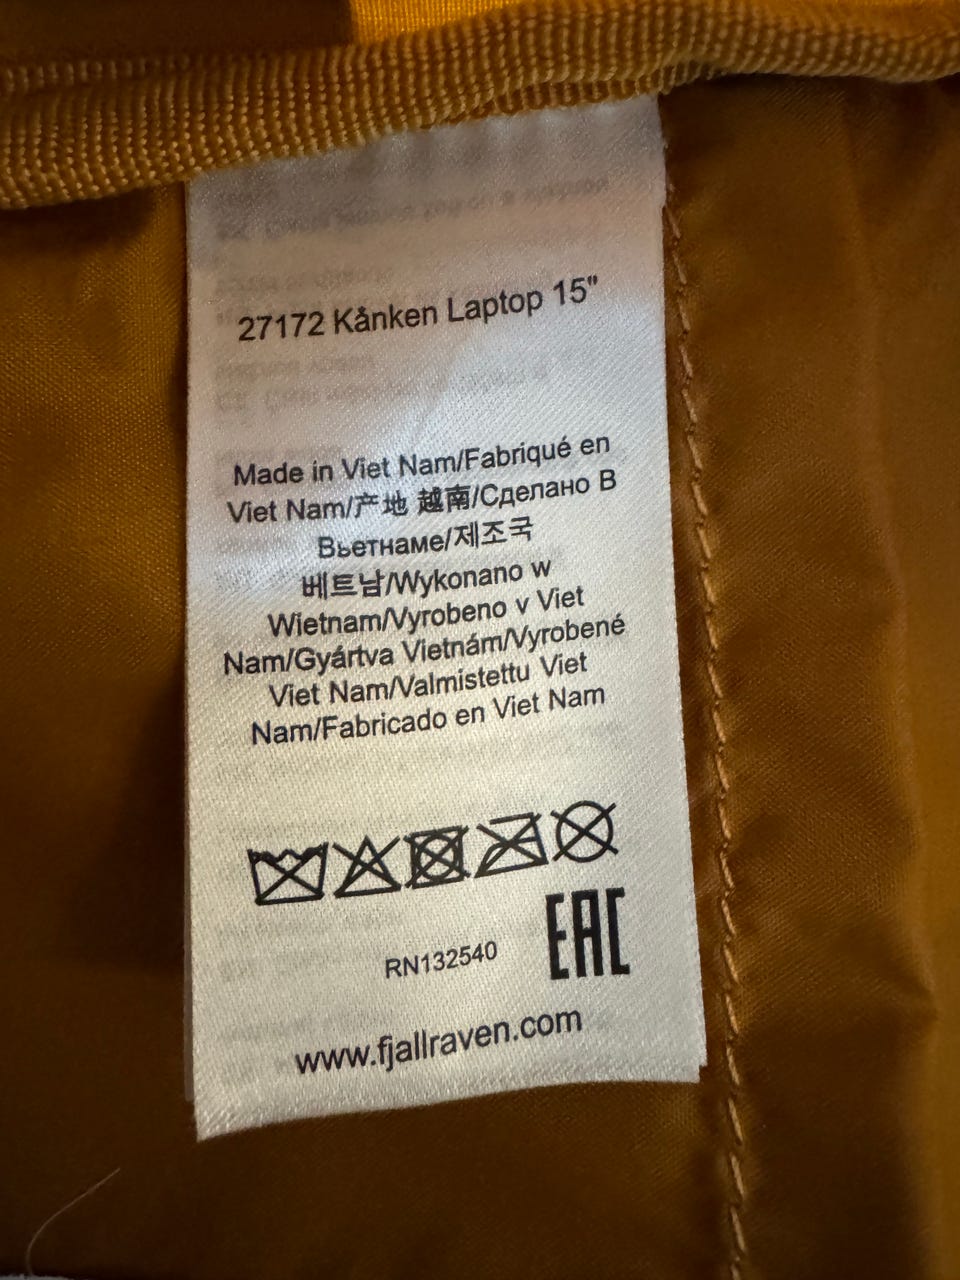 27172 Kånken Laptop 15"
Made in Viet Nam/Fabriqué en
Viet Nam/产地 越南/Сделано В
Вьетнаме/제조국
베트남/Wykonano w
Wietnam/Vyrobeno v Viet
Nam/Gyártva Vietnám/Vyrobené
Viet Nam/Valmistettu Viet
Nam/Fabricado en Viet Nam
EAC
RN132540
www.fjallraven.com